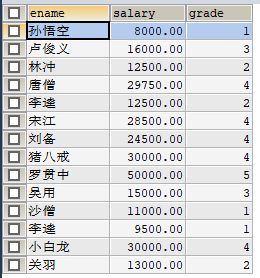 ename salary grade
孙悟空 8000.00 1
卢俊义 16000.00 3
林冲 12500.00 2
唐僧 29750.00 4
李逵 12500.00 2
宋江 28500.00 4
刘备 24500.00 4
猪八戒 30000.00 4
罗贯中 50000.00 5
吴用 15000.00 3
沙僧 11000.00 1
李逵 9500.00 1
小白龙 30000.00 4
关羽 13000.00 2